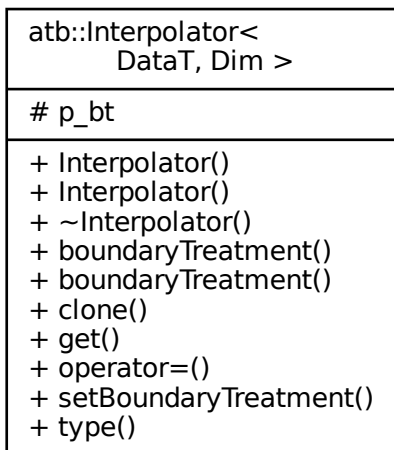 atb::Interpolator<
DataT, Dim >
# p_bt
+ Interpolator()
+ Interpolator()
+ ~Interpolator()
+ boundaryTreatment()
+ boundaryTreatment()
+ clone()
+ get()
+ operator=()
+ setBoundaryTreatment()
+ type()